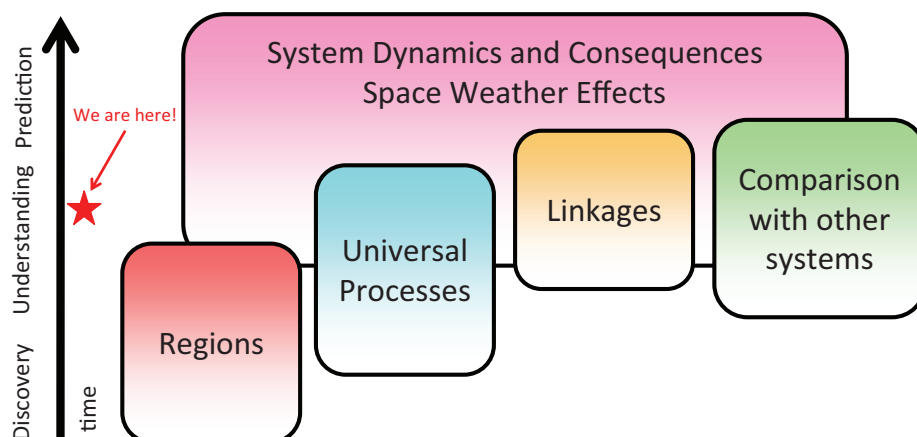 System Dynamics and Consequences
Space Weather Effects
Prediction
We are here!
Understanding
Discovery
time
Regions
Universal
Processes
Linkages
Comparison
with other
systems